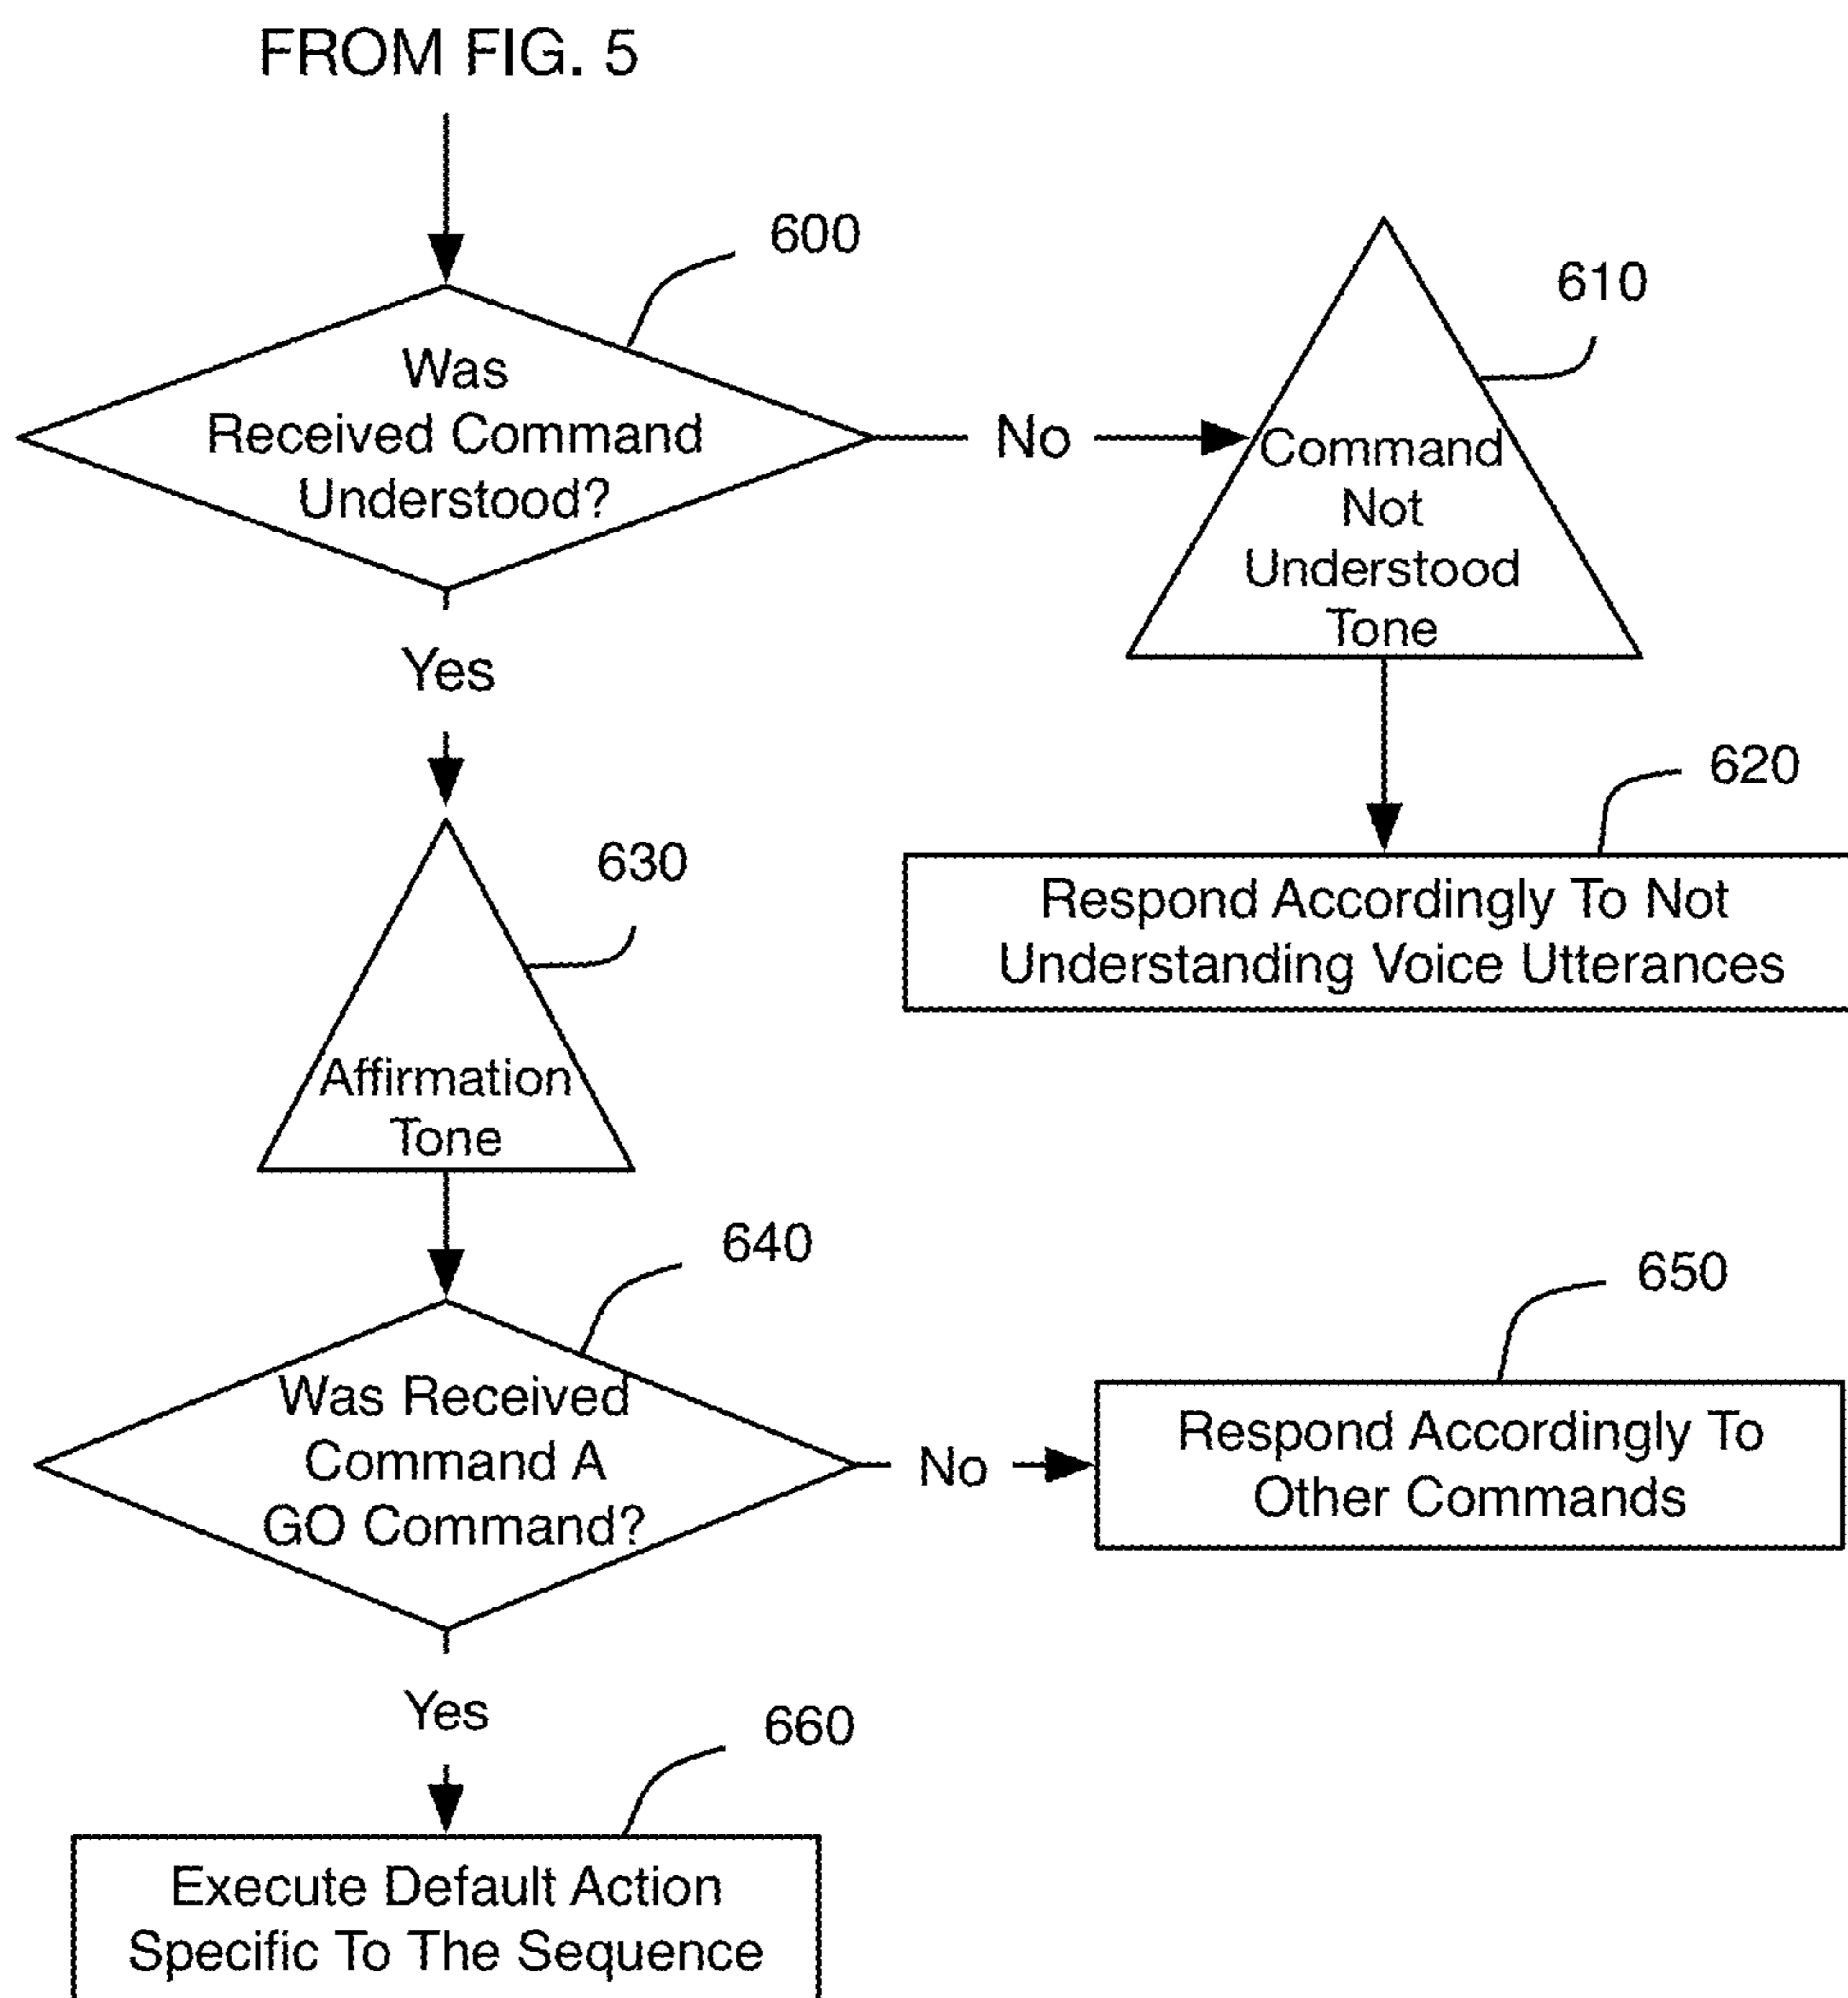 FROM FIG. 5
600
Was
Received Command
Understood?
No
610
Command
Not
Understood
Tone
Yes
620
Respond Accordingly To Not
Understanding Voice Utterances
630
Affirmation
Tone
640
Was Received
Command A
GO Command?
No
650
Respond Accordingly To
Other Commands
Yes
660
Execute Default Action
Specific To The Sequence